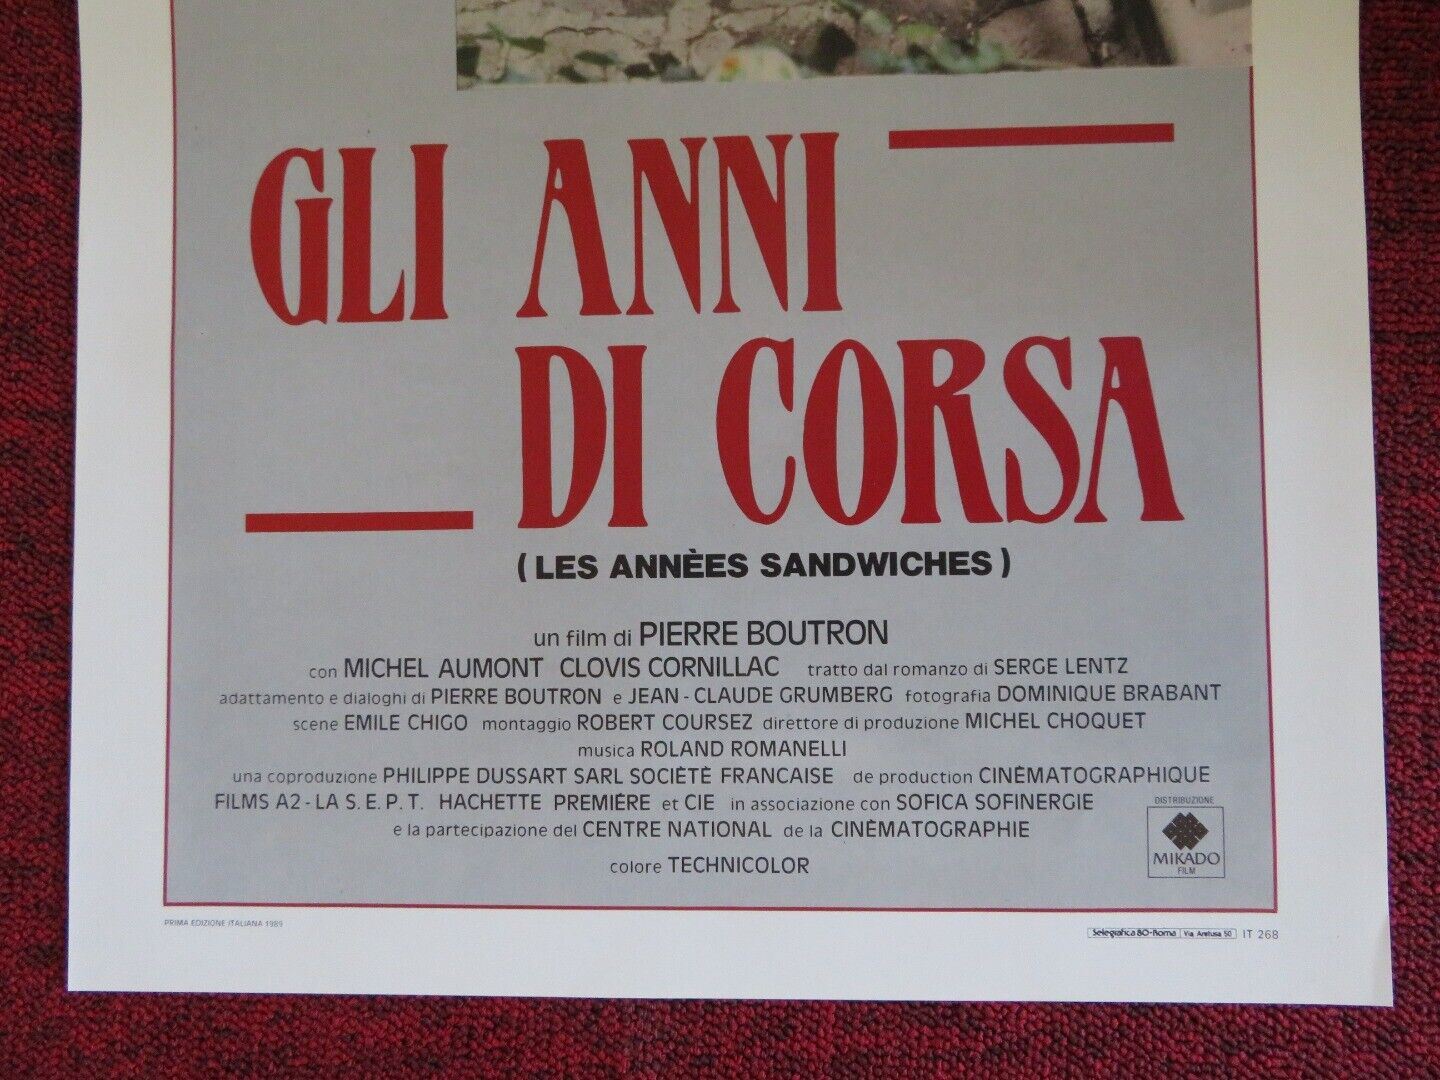 GLI ANNI
DI CORSA
(LES ANNÈES SANDWICHES)
un film di PIERRE BOUTRON
con MICHEL AUMONT CLOVIS CORNILLAC tratto dal romanzo di SERGE LENTZ
adattamento e dialoghi di PIERRE BOUTRON e JEAN-CLAUDE GRUMBERG fotografia DOMINIQUE BRABANT
scene EMILE CHIGO montaggio ROBERT COURSEZ direttore di produzione MICHEL CHOQUET
musica ROLAND ROMANELLI
una coproduzione PHILIPPE DUSSART SARL SOCIÈTÈ FRANCAISE de production CINÈMATOGRAPHIQUE
FILMS A2-LA S.E.P.T. HACHETTE PREMIÈRE et CIE in associazione con SOFICA SOFINERGIE
e la partecipazione del CENTRE NATIONAL de la CINÈMATOGRAPHIE
colore TECHNICOLOR
DISTRIBUZIONE
MIKADO
FILM
PRIMA EDIZIONE ITALIANA 1989
Selegrafica 80-Roma Via Aretusa 50 IT 268